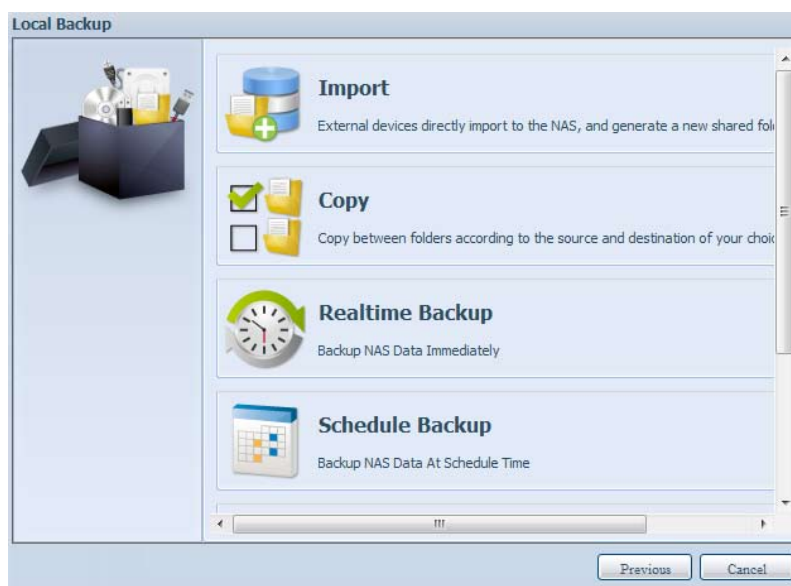 Local Backup
Import
External devices directly import to the NAS, and generate a new shared
Copy
Copy between folders according to the source and destination of your
Realtime Backup
Backup NAS Data Immediately
Schedule Backup
Backup NAS Data At Schedule Time
Previous Cancel